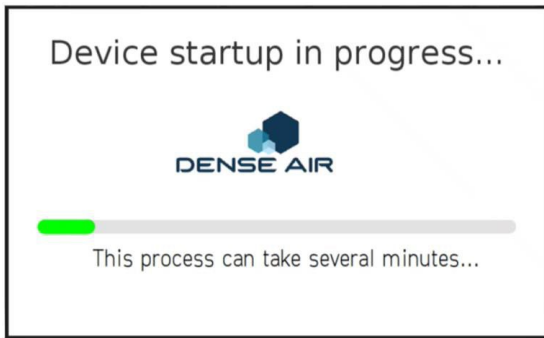 Device startup in progress...
DENSE AIR
This process can take several minutes...